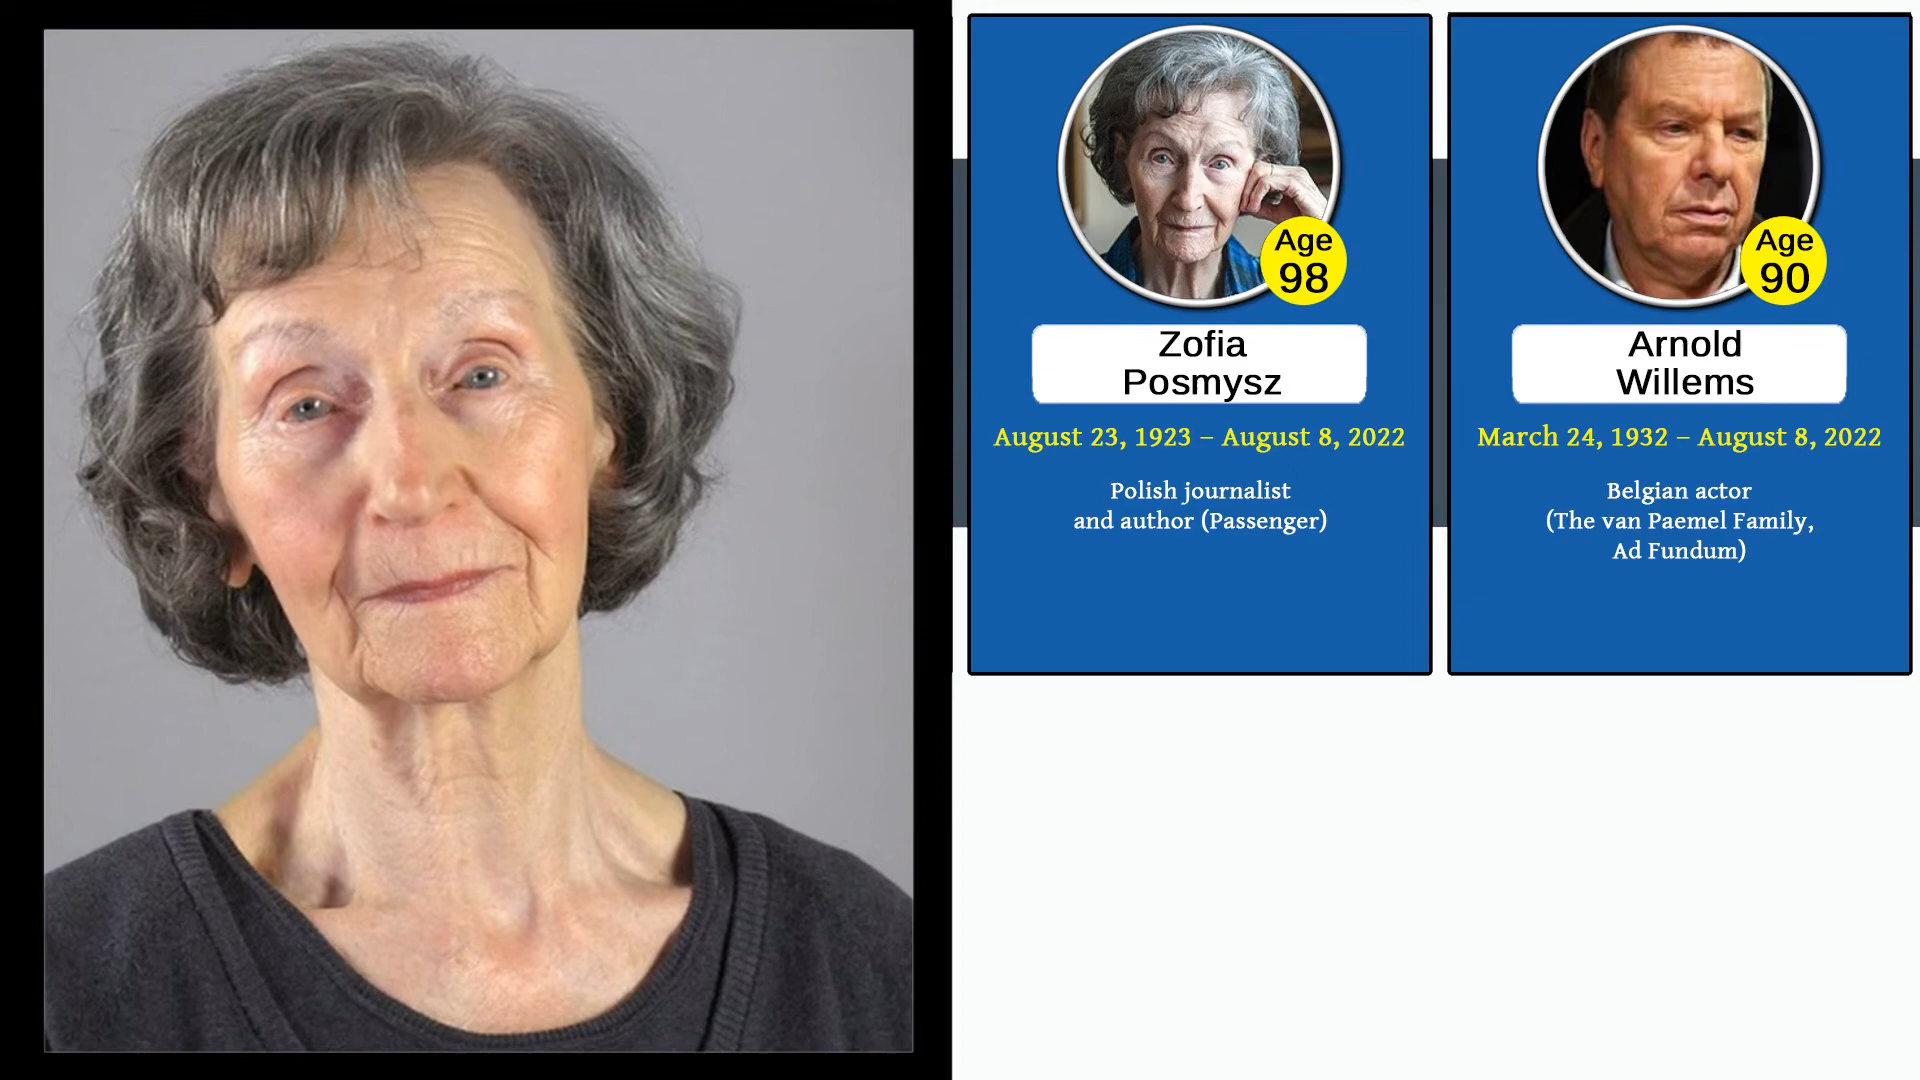 Age
98
Zofia
Posmysz
August 23, 1923 – August 8, 2022
Polish journalist
and author (Passenger)
Age
90
Arnold
Willems
March 24, 1932 – August 8, 2022
Belgian actor
(The van Paemel Family,
Ad Fundum)